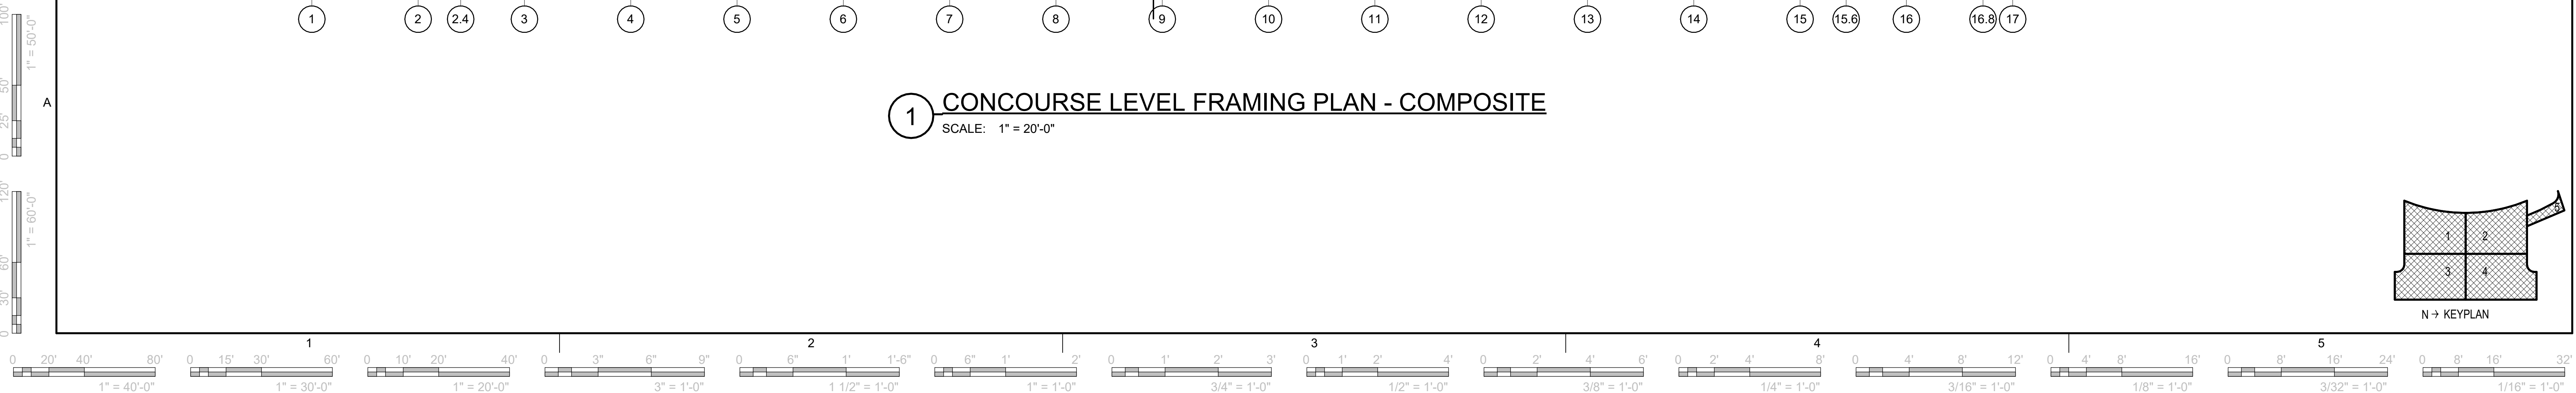 1 2 2.4 3 4 5 6 7 8 9 10 11 12 13 14 15 15.6 16 16.8 17
100'
50'
25'
0
1" = 50'-0"
A
1 CONCOURSE LEVEL FRAMING PLAN - COMPOSITE
SCALE: 1" = 20'-0"
120'
60'
30'
0
1" = 60'-0"
5
1 2
3 4
N → KEYPLAN
1 2 3 4 5
0 20' 40' 80' 0 15' 30' 60' 0 10' 20' 40' 0 3" 6" 9" 0 6" 1' 1'-6" 0 6" 1' 2' 0 1' 2' 3' 0 1' 2' 4' 0 2' 4' 6' 0 2' 4' 8' 0 4' 8' 12' 0 4' 8' 16' 0 8' 16' 24' 0 8' 16' 32'
1" = 40'-0" 1" = 30'-0" 1" = 20'-0" 3" = 1'-0" 1 1/2" = 1'-0" 1" = 1'-0" 3/4" = 1'-0" 1/2" = 1'-0" 3/8" = 1'-0" 1/4" = 1'-0" 3/16" = 1'-0" 1/8" = 1'-0" 3/32" = 1'-0" 1/16" = 1'-0"